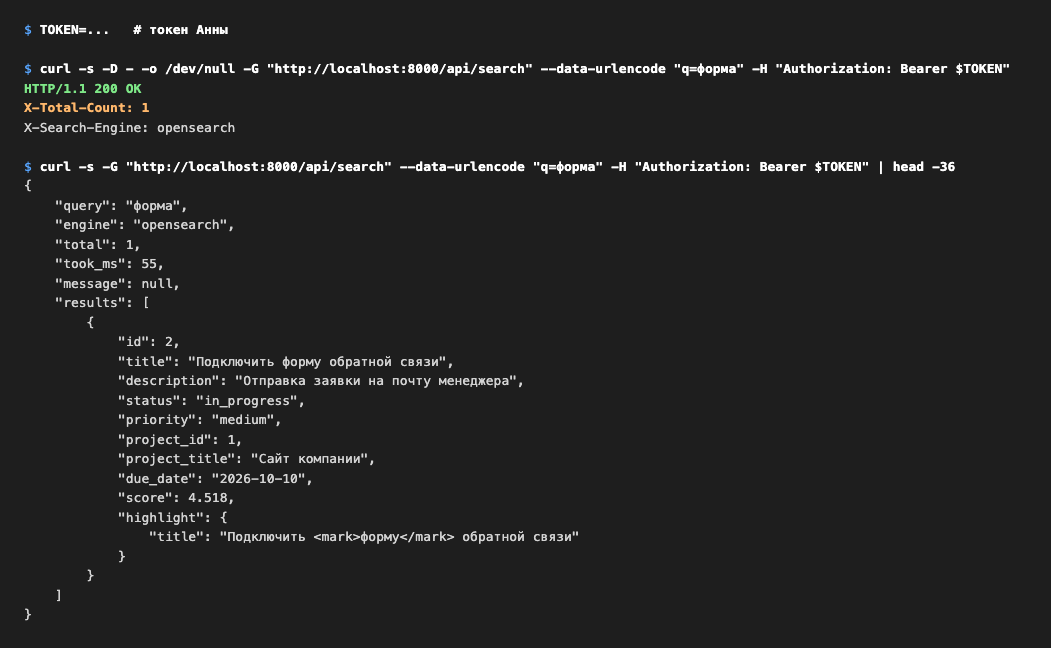 $ TOKEN=...   # токен Анны
$ curl -s -D - -o /dev/null -G "http://localhost:8000/api/search" --data-urlencode "q=форма" -H "Authorization: Bearer $TOKEN"
HTTP/1.1 200 OK
X-Total-Count: 1
X-Search-Engine: opensearch
$ curl -s -G "http://localhost:8000/api/search" --data-urlencode "q=форма" -H "Authorization: Bearer $TOKEN" | head -36
{
    "query": "форма",
    "engine": "opensearch",
    "total": 1,
    "took_ms": 55,
    "message": null,
    "results": [
        {
            "id": 2,
            "title": "Подключить форму обратной связи",
            "description": "Отправка заявки на почту менеджера",
            "status": "in_progress",
            "priority": "medium",
            "project_id": 1,
            "project_title": "Сайт компании",
            "due_date": "2026-10-10",
            "score": 4.518,
            "highlight": {
                "title": "Подключить <mark>форму</mark> обратной связи"
            }
        }
    ]
}